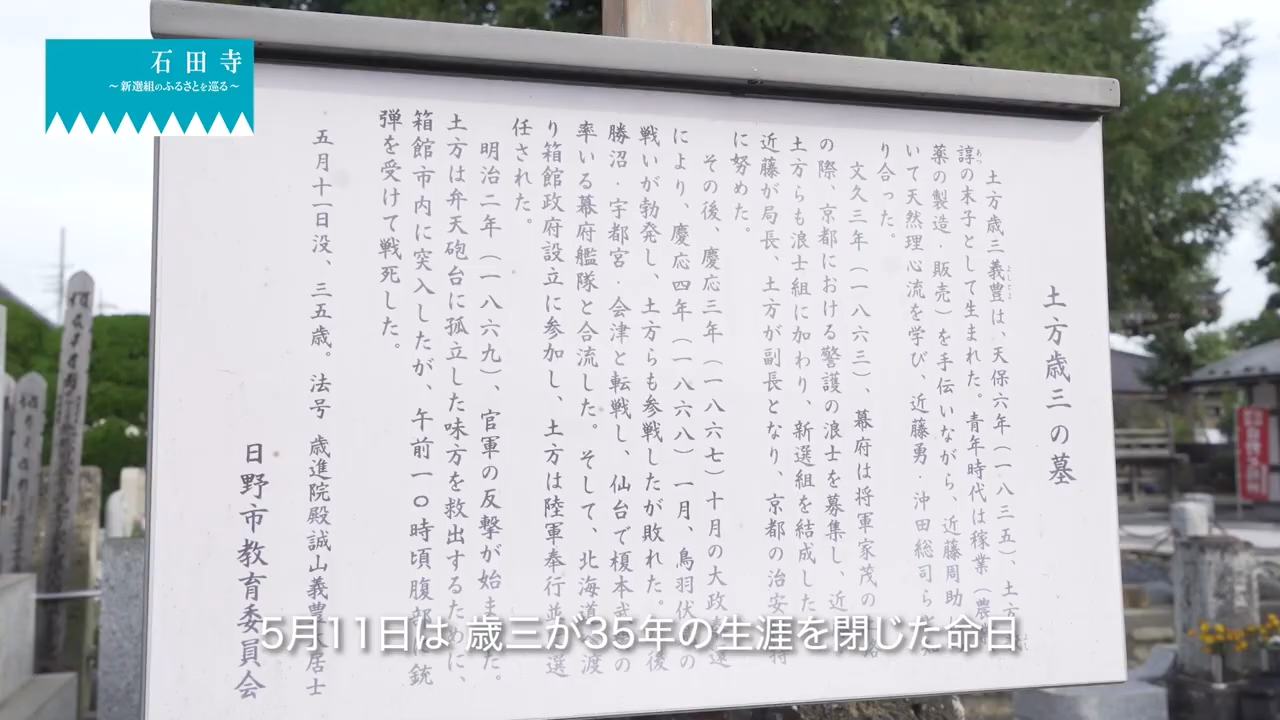 石田寺
～新選組のふるさとを巡る～
土方歳三の墓
土方歳三義豊は、天保六年（一八三五）、土方
よしとよ
諄の末子として生まれた。青年時代は稼業（農
薬の製造・販売）を手伝いながら、近藤周助
いて天然理心流を学び、近藤勇・沖田総司ら
り合った。
文久三年（一八六三）、幕府は将軍家茂の
の際、京都における警護の浪士を募集し、近
土方らも浪士組に加わり、新選組を結成した
近藤が局長、土方が副長となり、京都の治安
に努めた。
その後、慶応三年（一八六七）十月の大政
により、慶応四年（一八六八）一月、鳥羽伏
戦いが勃発し、土方らも参戦したが敗れた。
勝沼・宇都宮・会津と転戦し、仙台で榎本武
率いる幕府艦隊と合流した。そして、北海道
り箱館政府設立に参加し、土方は陸軍奉行並
任された。
明治二年（一八六九）、官軍の反撃が始ま
土方は弁天砲台に孤立した味方を救出するために、
箱館市内に突入したが、午前一〇時頃腹部
弾を受けて戦死した。
五月十一日没、三五歳。法号 歳進院殿誠山義豊大居士
日野市教育委員会
5月11日は 歳三が35年の生涯を閉じた命日